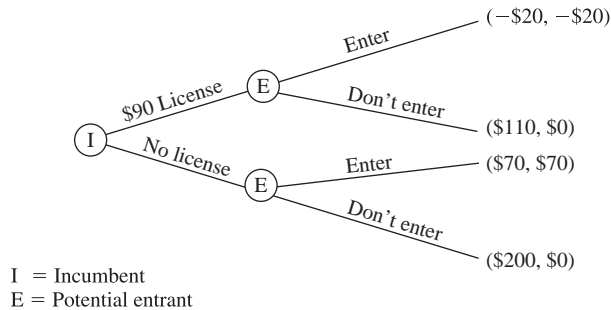 (−$20, −$20)
Enter
E
$90 License
Don't enter
($110, $0)
I
No license
Enter
($70, $70)
E
Don't enter
($200, $0)
I = Incumbent
E = Potential entrant